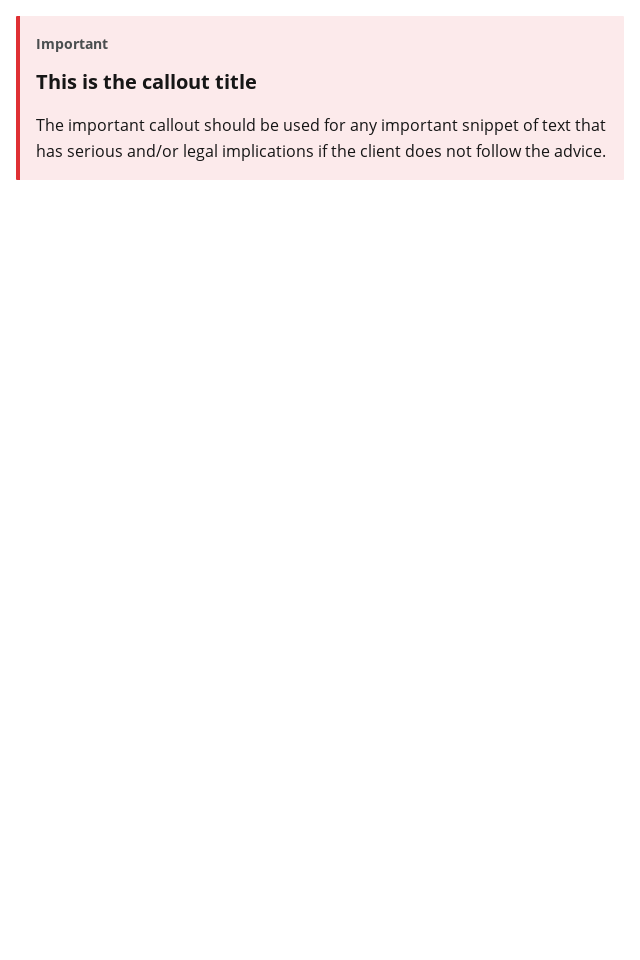 Important
This is the callout title
The important callout should be used for any important snippet of text that
has serious and/or legal implications if the client does not follow the advice.